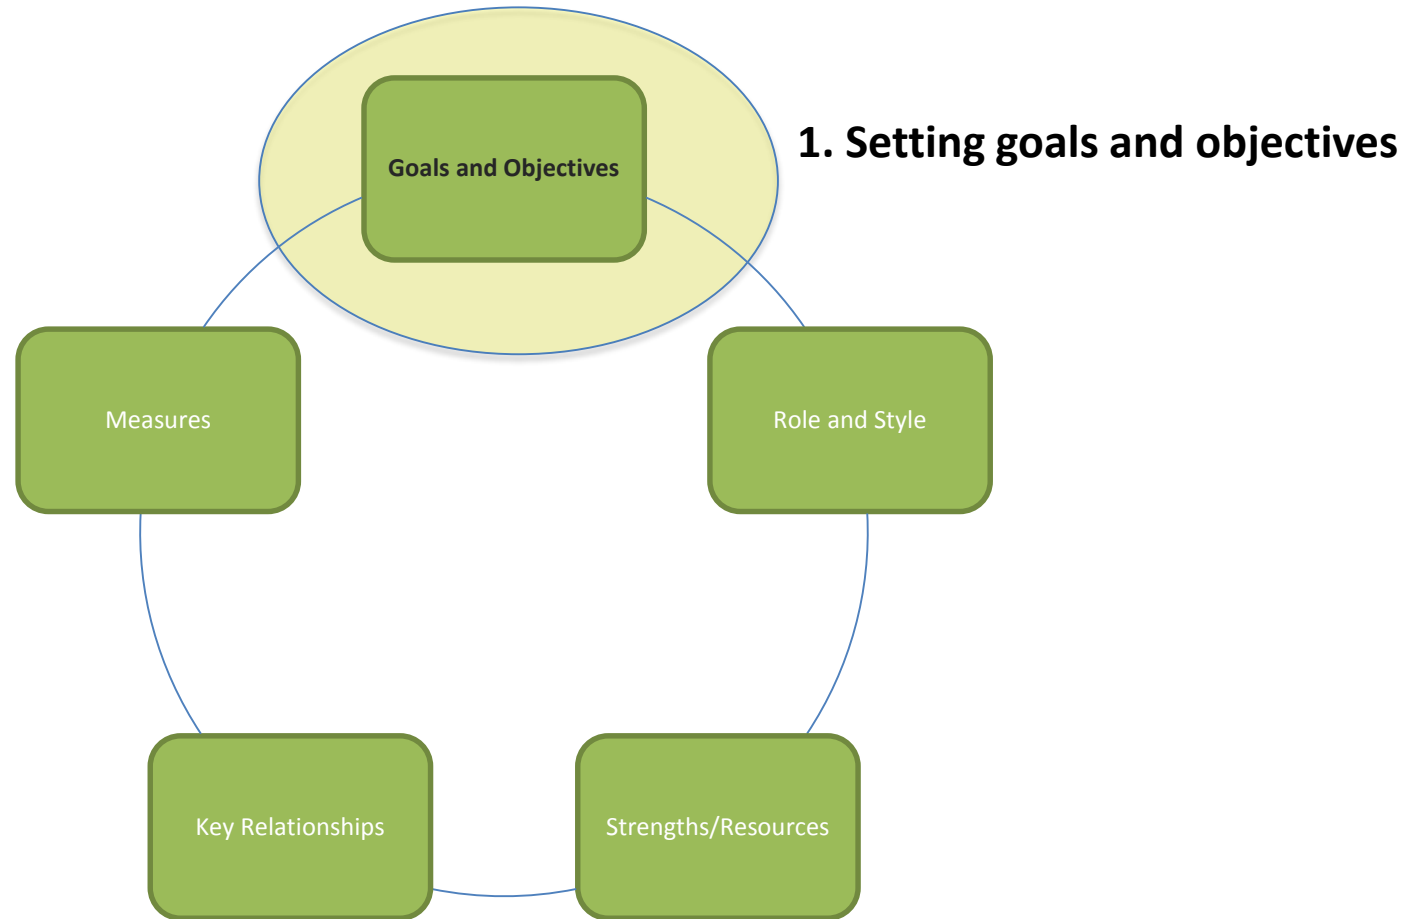 Goals and Objectives
1. Setting goals and objectives
Measures
Role and Style
Key Relationships
Strengths/Resources